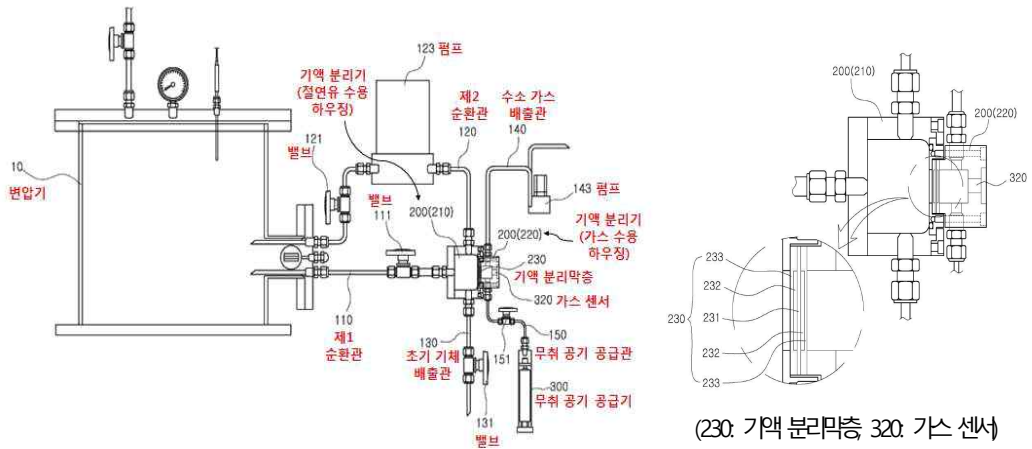 123 펌프
기액 분리기
(절연유 수용
하우징)
제2
순환관
수소 가스
배출관
120
140
121
밸브
10
변압기
밸브
111
200(210)
143 펌프
기액 분리기
(가스 수용
하우징)
200(220)
230
기액 분리막층
320 가스 센서
110
제1
순환관
130
초기 기체
배출관
150
151
무취 공기 공급관
300
무취 공기 공급기
131
밸브
200(210)
200(220)
320
233
232
230
231
232
233
(230: 기액 분리막층, 320: 가스 센서)